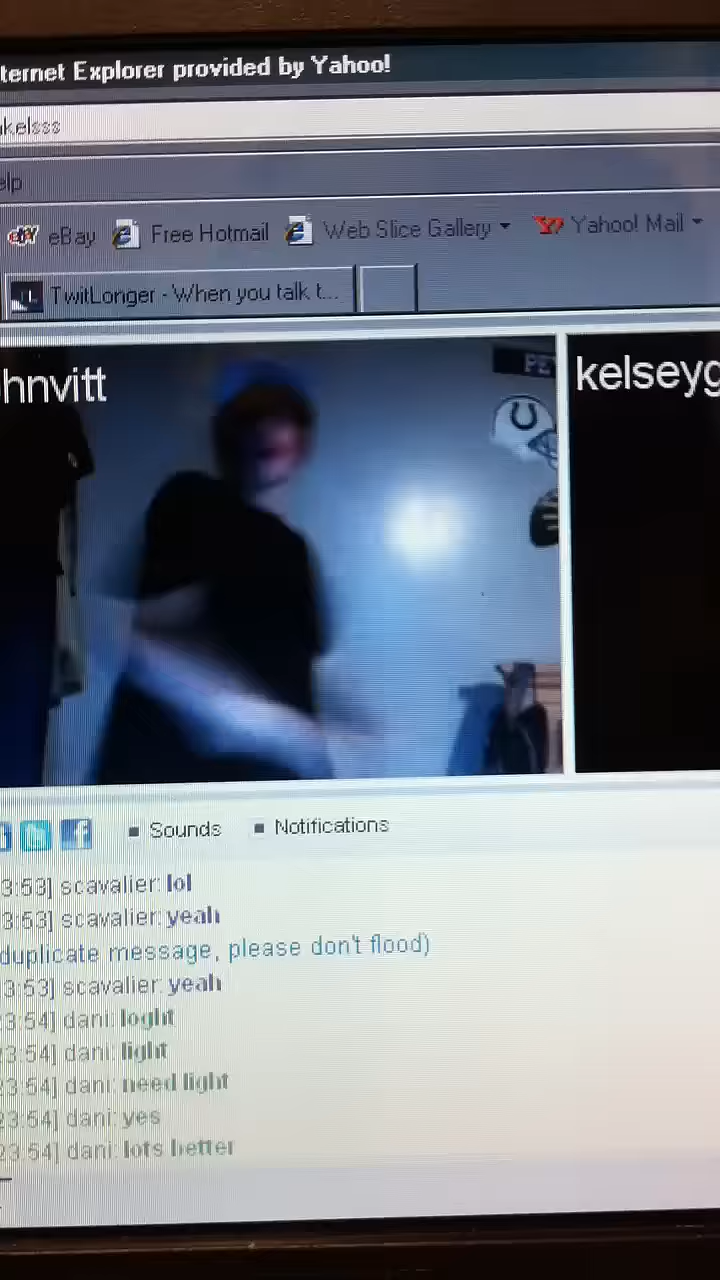 ternet Explorer provided by Yahoo!
kelsss
elp
eBay Free Hotmail Web Slice Gallery Yahoo! Mail
TwitLonger - When you talk t...
hnvitt
PE
kelseyg
Sounds Notifications
3:53] scavalier: lol
3:53] scavalier: yeah
duplicate message, please don't flood)
3:53] scavalier: yeah
23:54] dani: loght
23:54] dani: light
23:54] dani: need light
23:54] dani: yes
23:54] dani: lots better